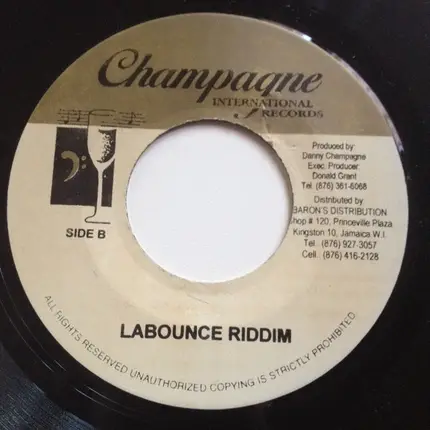 Champagne
INTERNATIONAL
RECORDS
Produced by
Danny Champagne
Exec. Producer:
Donald Grant
Tel (876) 361-6068
Distributed by
BARON'S DISTRIBUTION
hop # 120, Princeville Plaza
Kingston 10, Jamaica W.I.
Tel.. (876) 927-3057
Cell.. (876) 416-2128
SIDE B
LABOUNCE RIDDIM
ALL RIGHTS RESERVED UNAUTHORIZED COPYING IS STRICTLY PROHIBITED